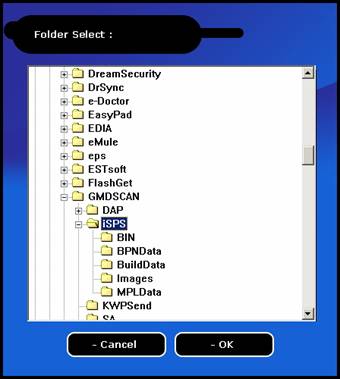 Folder Select :
DreamSecurity
DrSync
e-Doctor
EasyPad
EDIA
eMule
eps
ESTsoft
FlashGet
GMDSCAN
DAP
iSPS
BIN
BPNData
BuildData
Images
MPLData
KWPSend
SA
- Cancel
- OK